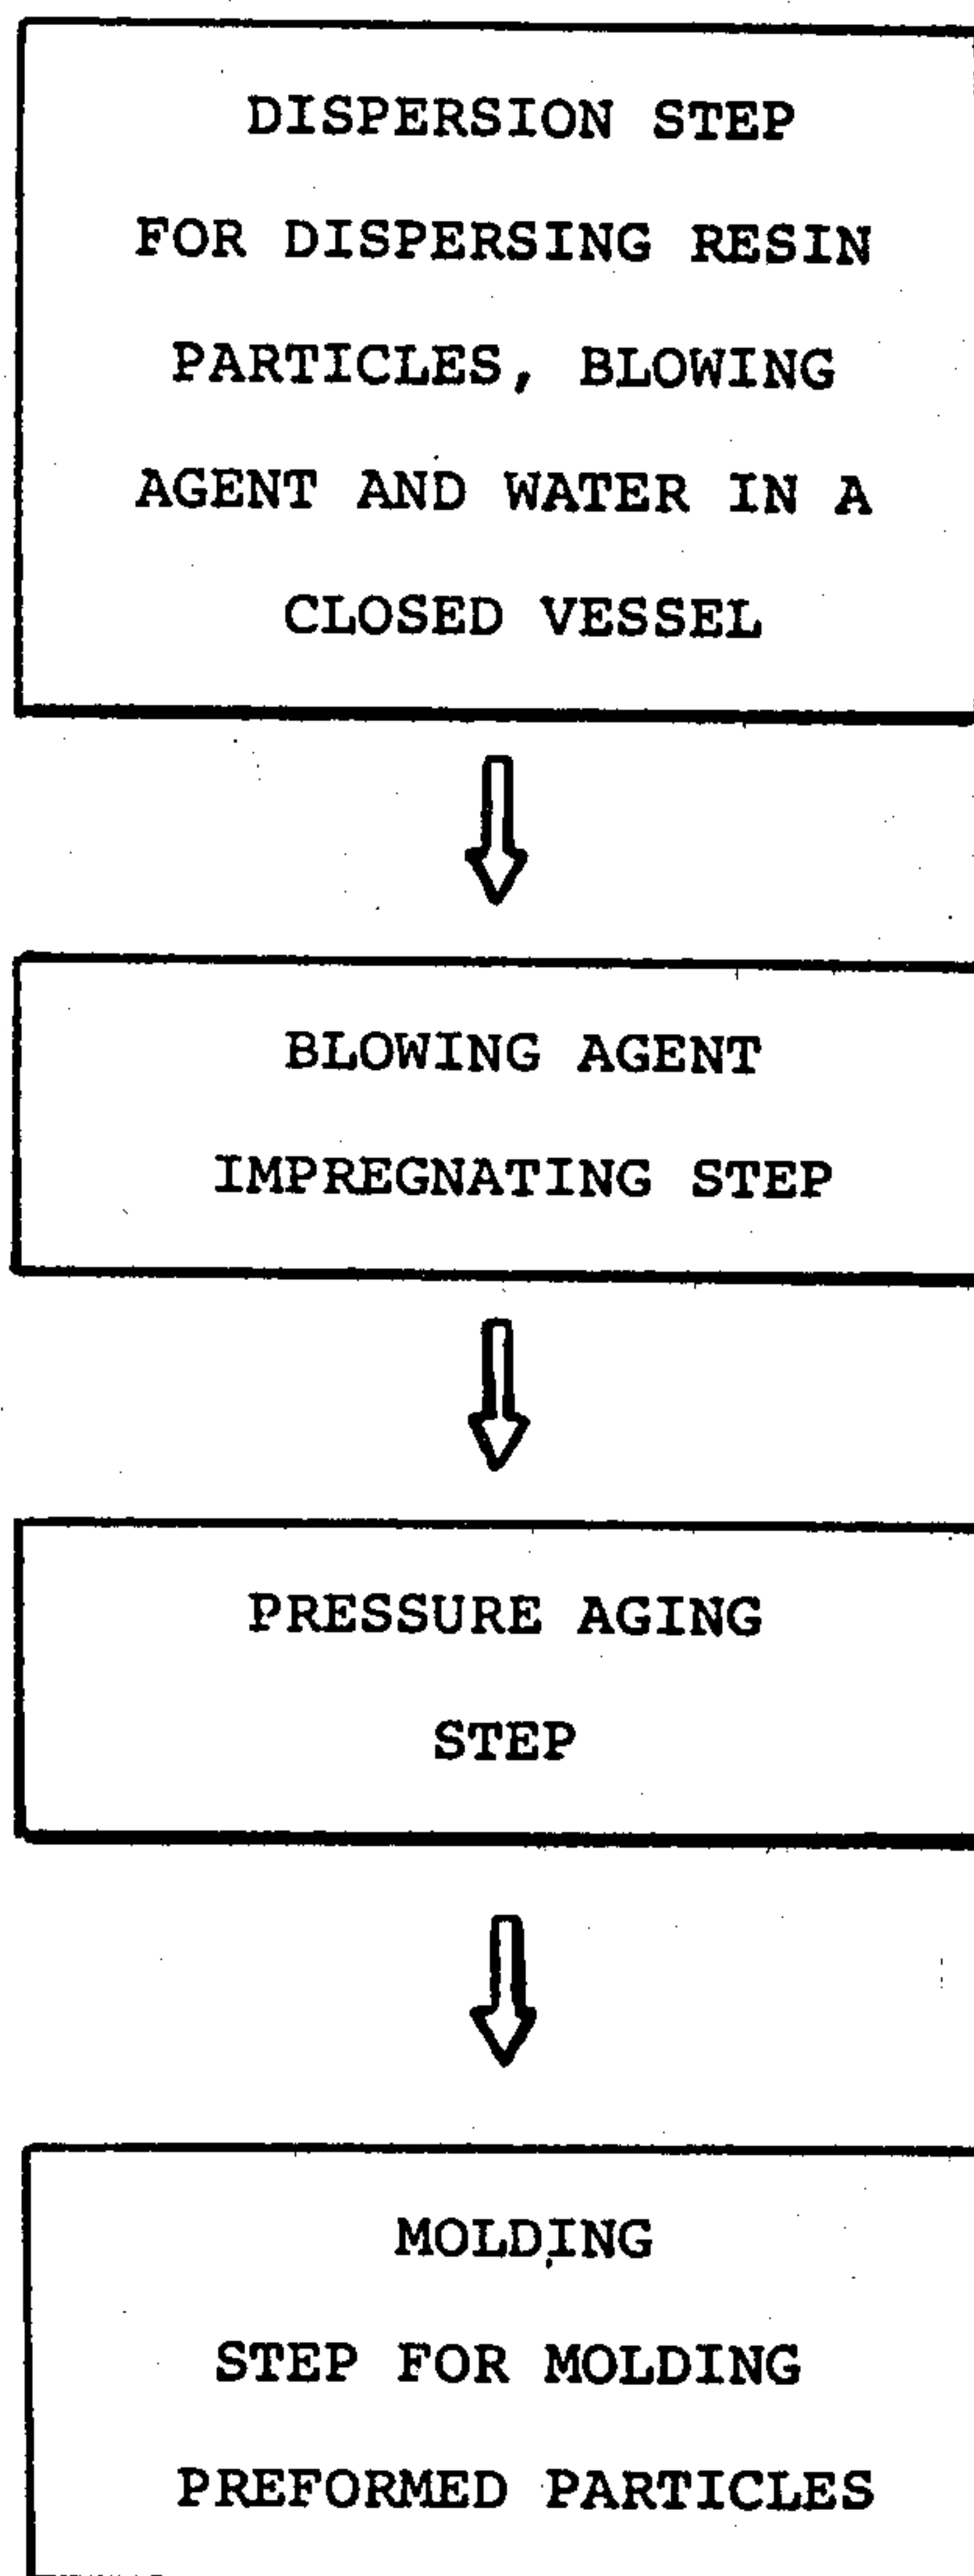 DISPERSION STEP
FOR DISPERSING RESIN
PARTICLES, BLOWING
AGENT AND WATER IN A
CLOSED VESSEL
BLOWING AGENT
IMPREGNATING STEP
PRESSURE AGING
STEP
MOLDING
STEP FOR MOLDING
PREFORMED PARTICLES